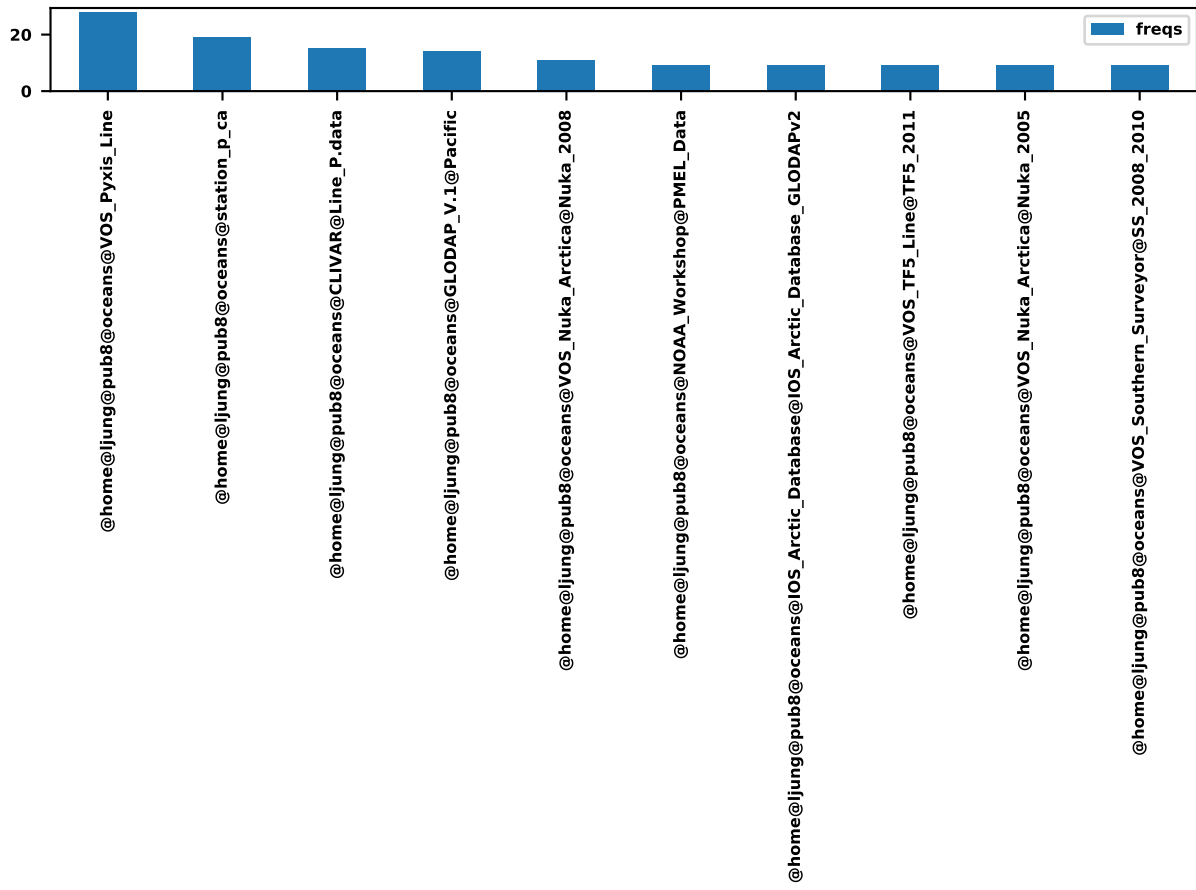 20
0
freqs
@home@ljung@pub8@oceans@VOS_Pyxis_Line
@home@ljung@pub8@oceans@station_p_ca
@home@ljung@pub8@oceans@CLIVAR@Line_P.data
@home@ljung@pub8@oceans@GLODAP_V.1@Pacific
@home@ljung@pub8@oceans@VOS_Nuka_Arctica@Nuka_2008
@home@ljung@pub8@oceans@NOAA_Workshop@PMEL_Data
@home@ljung@pub8@oceans@IOS_Arctic_Database@IOS_Arctic_Database_GLODAPv2
@home@ljung@pub8@oceans@VOS_TF5_Line@TF5_2011
@home@ljung@pub8@oceans@VOS_Nuka_Arctica@Nuka_2005
@home@ljung@pub8@oceans@VOS_Southern_Surveyor@SS_2008_2010